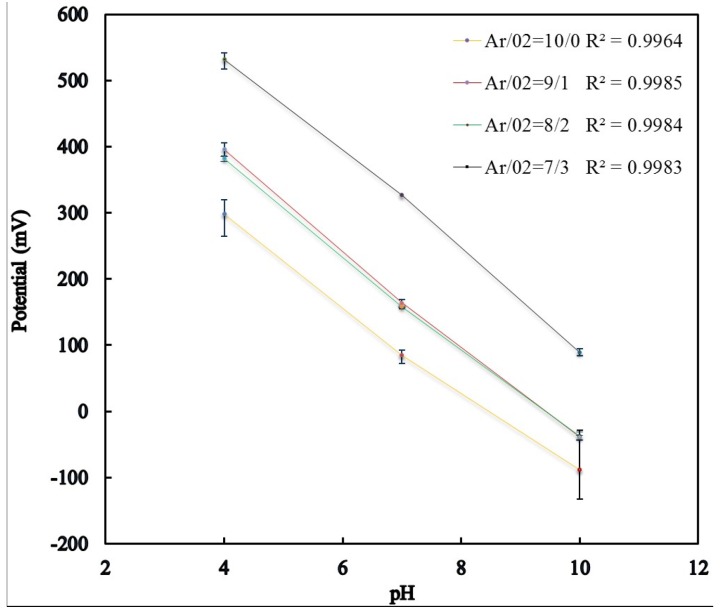 600
500
400
300
200
100
0
-100
-200
Potential (mV)
Ar/02=10/0 R² = 0.9964
Ar/02=9/1 R² = 0.9985
Ar/02=8/2 R² = 0.9984
Ar/02=7/3 R² = 0.9983
2 4 6 8 10 12
pH